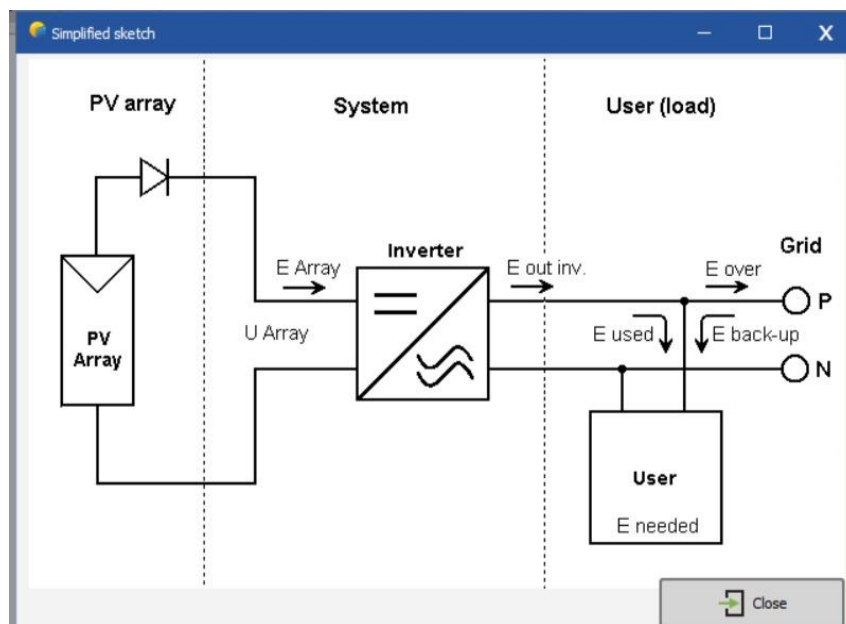 Simplified sketch
PV array
System
User (load)
Inverter
Grid
E Array
E out inv.
E over
P
U Array
PV
Array
E used
E back-up
N
User
E needed
Close